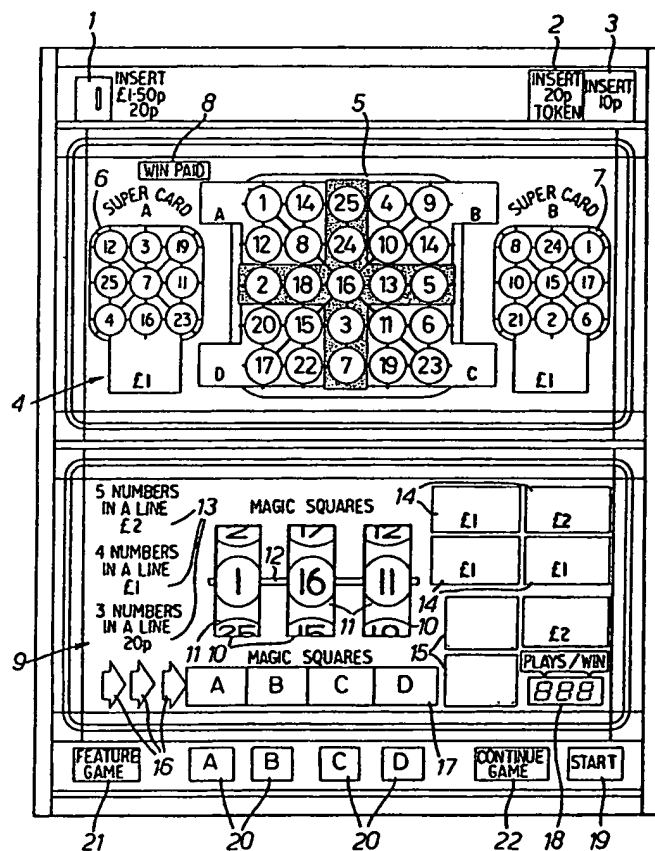 1 2 3
1 INSERT £1·50p 20p
INSERT 20p TOKEN
INSERT 10p
8 5
WIN PAID
6 7
SUPER CARD A
12 3 19
25 7 11
4 16 23
£1
A B
1 14 25 4 9
12 8 24 10 14
2 18 16 13 5
20 15 3 11 6
17 22 7 19 23
D C
SUPER CARD B
8 24 1
10 15 17
21 2 6
£1
4
5 NUMBERS
IN A LINE
£2
13
4 NUMBERS
IN A LINE
£1
3 NUMBERS
IN A LINE
20p
MAGIC SQUARES
2 17 12
12
1 16 11
25 15 10
11 10 11 10
MAGIC SQUARES
A B C D
14
£1 £2
£1 £1
14
15 £2
PLAYS/WIN
888
9
16 17
FEATURE
GAME
A B C D
CONTINUE
GAME
START
21 20 20 22 18 19